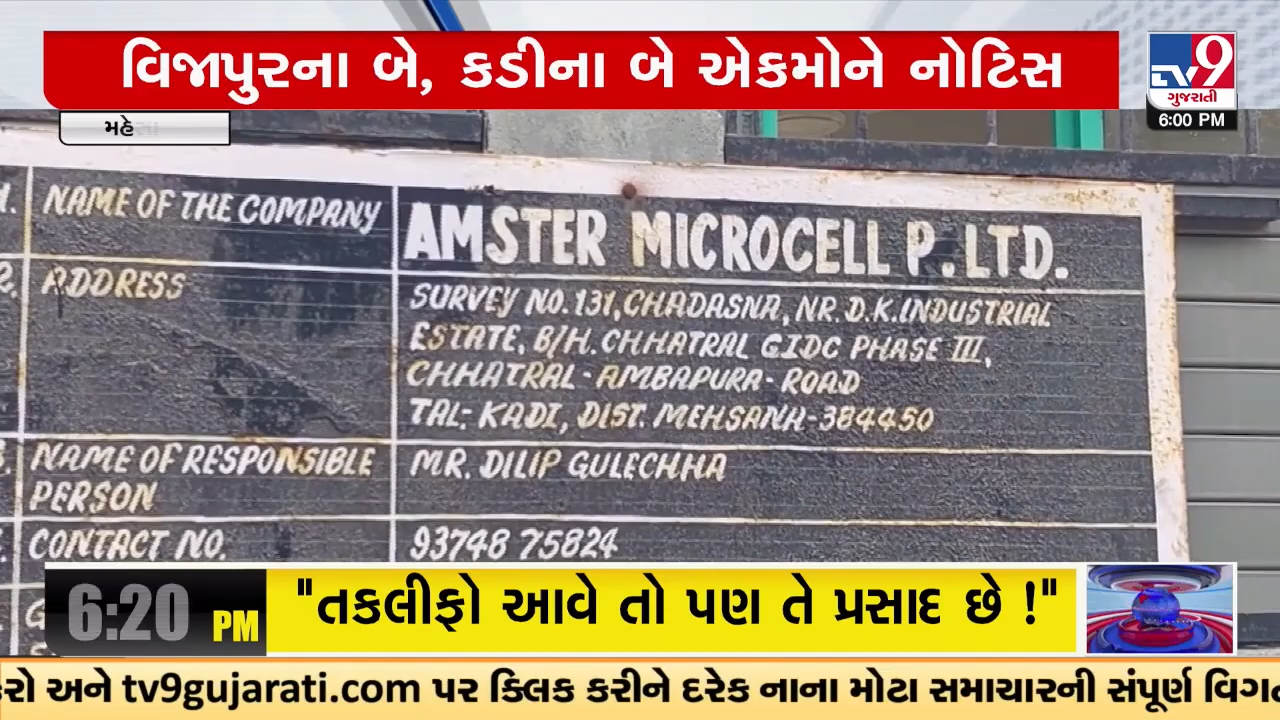 વિજાપુરના બે, કડીના બે એકમોને નોટિસ
tv9
ગુજરાતી
6:00 PM
NAME OF THE COMPANY
AMSTER MICROCELL P. LTD.
ADDRESS
SURVEY NO. 131, CHADASNA, NR. D.K. INDUSTRIAL
ESTATE, B/H. CHHATRAL GIDC PHASE III,
CHHATRAL - AMBAPURA - ROAD
TAL: KADI, DIST. MEHSANA-384450
NAME OF RESPONSIBLE
PERSON
MR. DILIP GULECHHA
CONTACT NO.
93748 75824
6:20 PM
"તકલીફો આવે તો પણ તે પ્રસાદ છે !"
અને tv9gujarati.com પર ક્લિક કરીને દરેક નાના મોટા સમાચારની સંપૂર્ણ